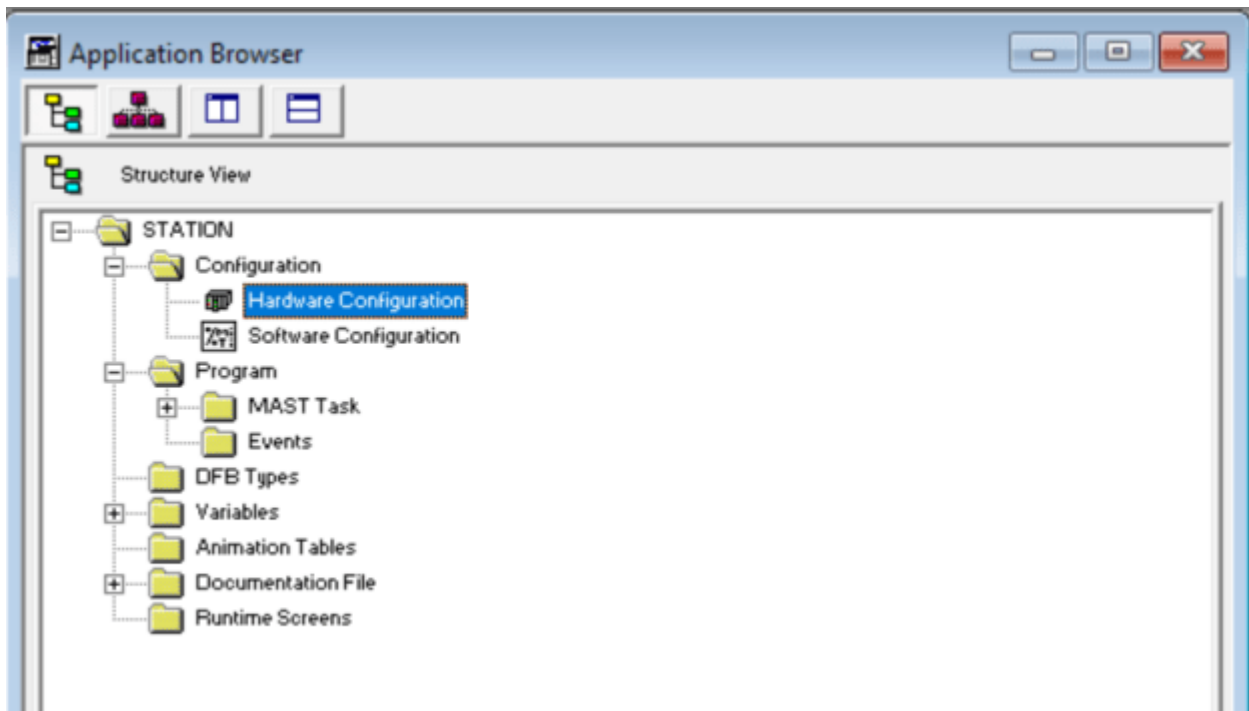 Application Browser
Structure View
STATION
Configuration
Hardware Configuration
Software Configuration
Program
MAST Task
Events
DFB Types
Variables
Animation Tables
Documentation File
Runtime Screens